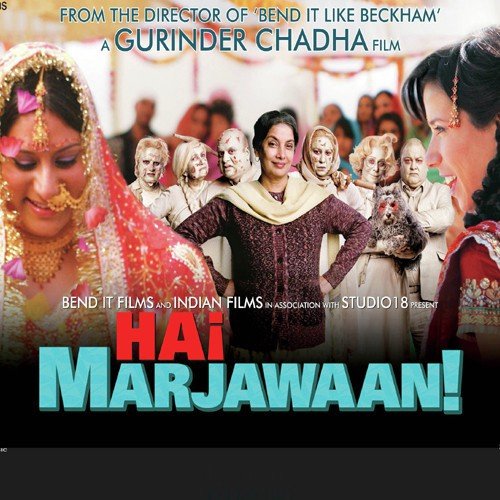 FROM THE DIRECTOR OF 'BEND IT LIKE BECKHAM'
A GURINDER CHADHA FILM
BEND IT FILMS AND INDIAN FILMS IN ASSOCIATION WITH STUDIO18 PRESENT
HAi
MARJAWAAN!